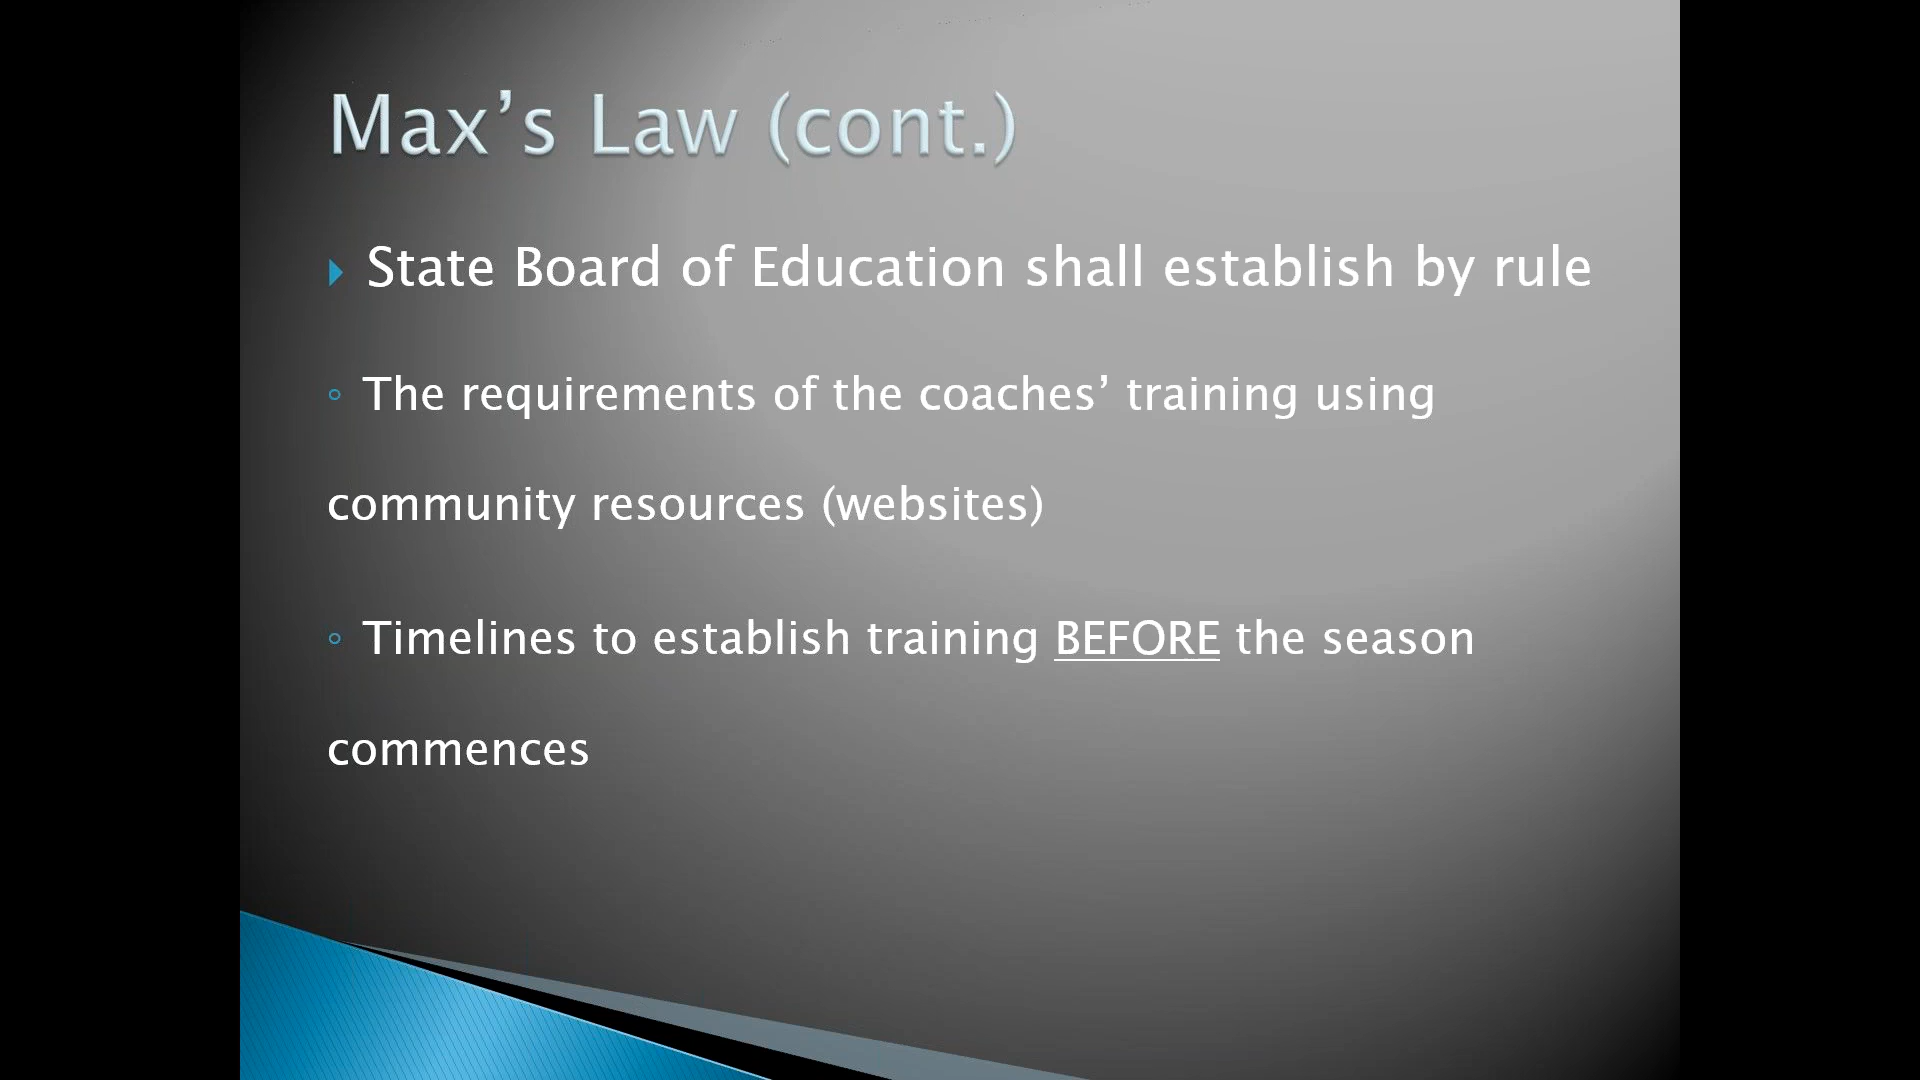 Max’s Law (cont.)
State Board of Education shall establish by rule
The requirements of the coaches’ training using
community resources (websites)
Timelines to establish training BEFORE the season
commences